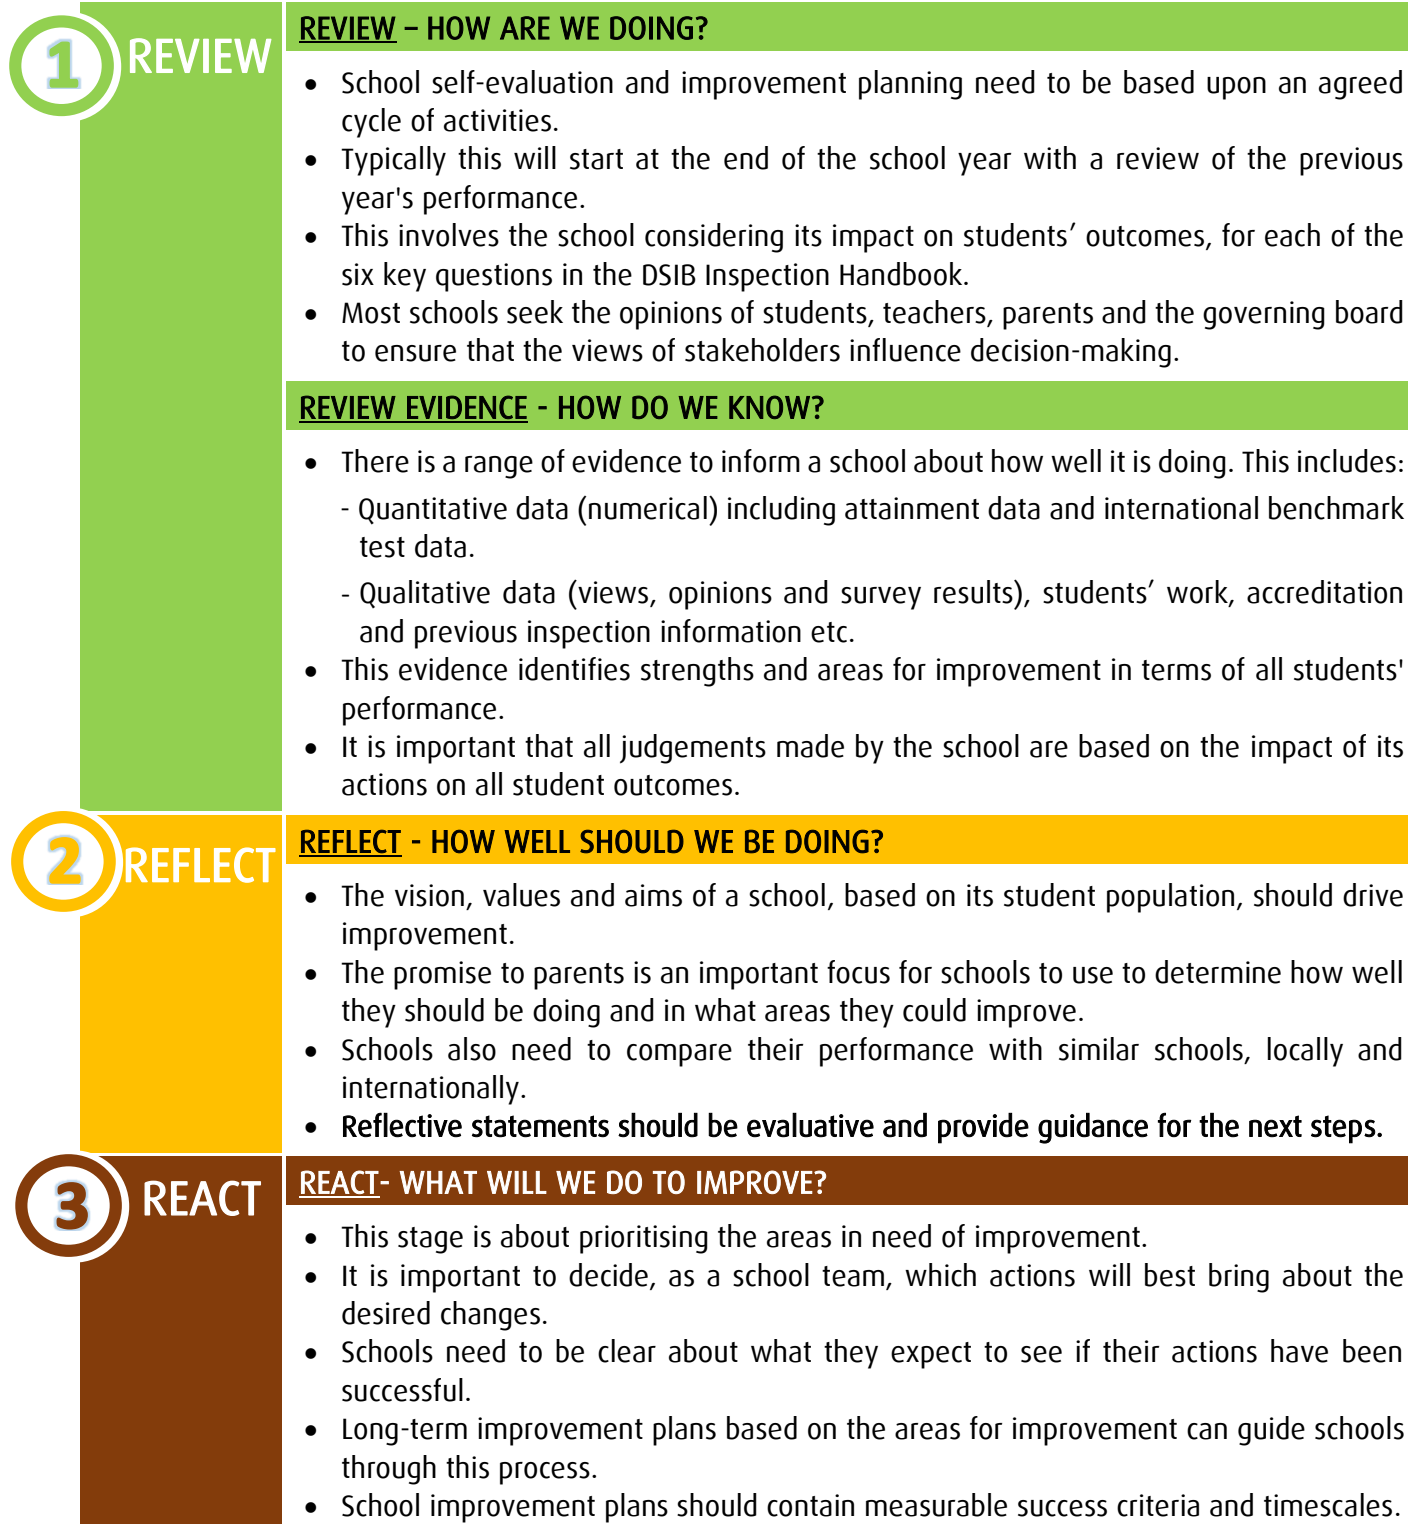 1
REVIEW
REVIEW – HOW ARE WE DOING?
• School self-evaluation and improvement planning need to be based upon an agreed
cycle of activities.
• Typically this will start at the end of the school year with a review of the previous
year's performance.
• This involves the school considering its impact on students’ outcomes, for each of the
six key questions in the DSIB Inspection Handbook.
• Most schools seek the opinions of students, teachers, parents and the governing board
to ensure that the views of stakeholders influence decision-making.
REVIEW EVIDENCE - HOW DO WE KNOW?
• There is a range of evidence to inform a school about how well it is doing. This includes:
- Quantitative data (numerical) including attainment data and international benchmark
test data.
- Qualitative data (views, opinions and survey results), students’ work, accreditation
and previous inspection information etc.
• This evidence identifies strengths and areas for improvement in terms of all students'
performance.
• It is important that all judgements made by the school are based on the impact of its
actions on all student outcomes.
2
REFLECT
REFLECT - HOW WELL SHOULD WE BE DOING?
• The vision, values and aims of a school, based on its student population, should drive
improvement.
• The promise to parents is an important focus for schools to use to determine how well
they should be doing and in what areas they could improve.
• Schools also need to compare their performance with similar schools, locally and
internationally.
• Reflective statements should be evaluative and provide guidance for the next steps.
3
REACT
REACT- WHAT WILL WE DO TO IMPROVE?
• This stage is about prioritising the areas in need of improvement.
• It is important to decide, as a school team, which actions will best bring about the
desired changes.
• Schools need to be clear about what they expect to see if their actions have been
successful.
• Long-term improvement plans based on the areas for improvement can guide schools
through this process.
• School improvement plans should contain measurable success criteria and timescales.